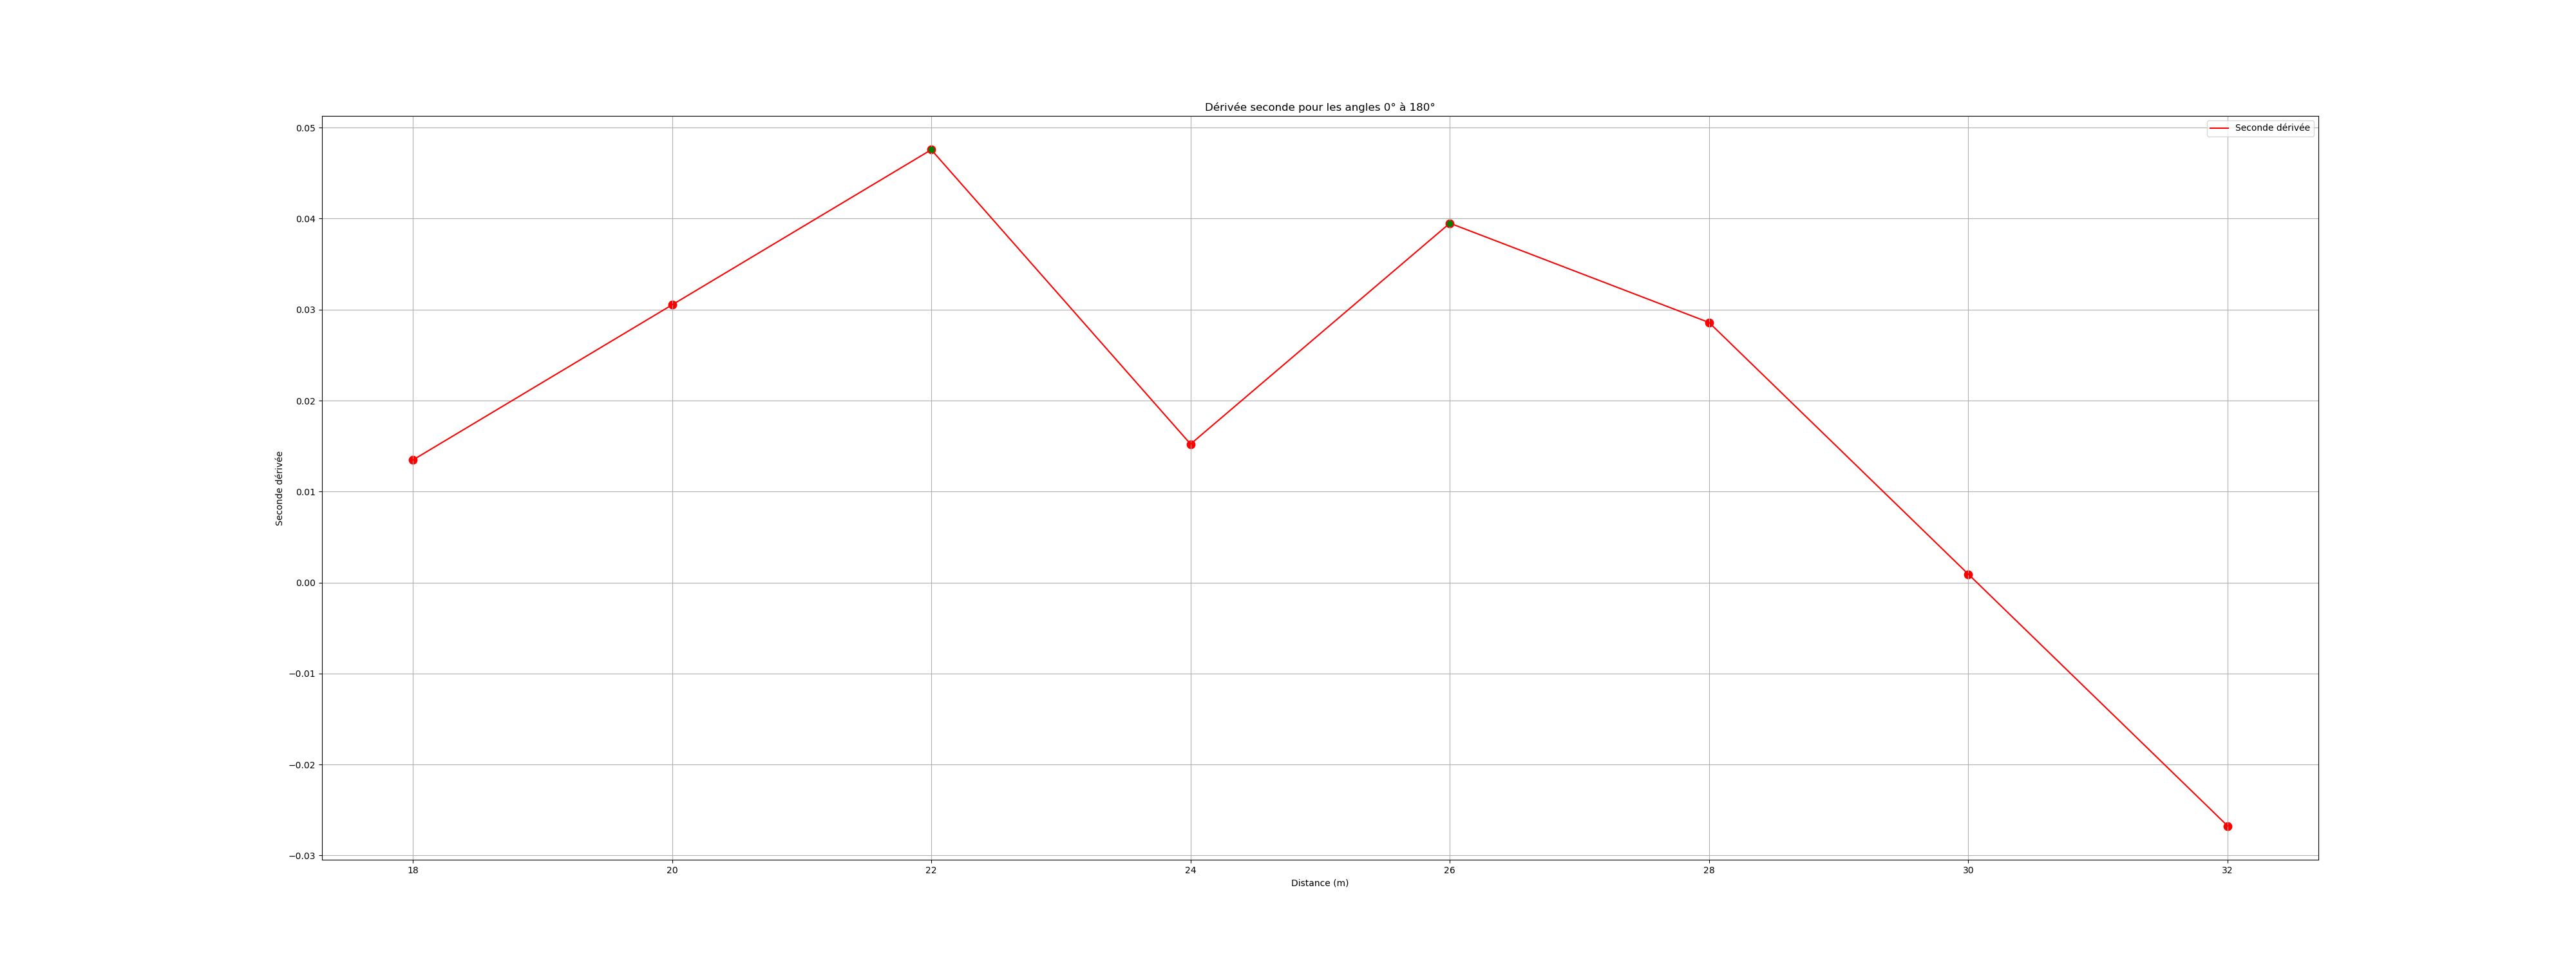 Dérivée seconde pour les angles 0° à 180°
Seconde dérivée
0.05
0.04
0.03
0.02
0.01
0.00
−0.01
−0.02
−0.03
Seconde dérivée
18 20 22 24 26 28 30 32
Distance (m)